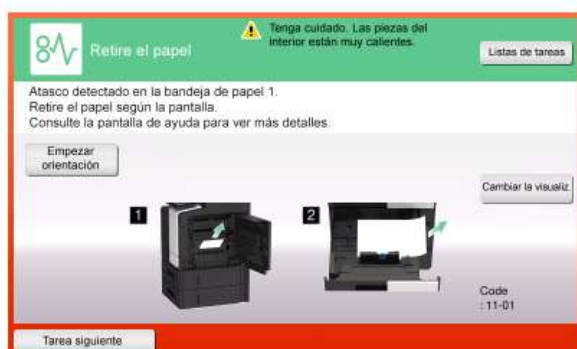 Retire el papel
Tenga cuidado. Las piezas del
interior están muy calientes.
Listas de tareas
Atasco detectado en la bandeja de papel 1.
Retire el papel según la pantalla.
Consulte la pantalla de ayuda para ver más detalles.
Empezar
orientación
Cambiar la visualiz.
1
2
Code
: 11-01
Tarea siguiente